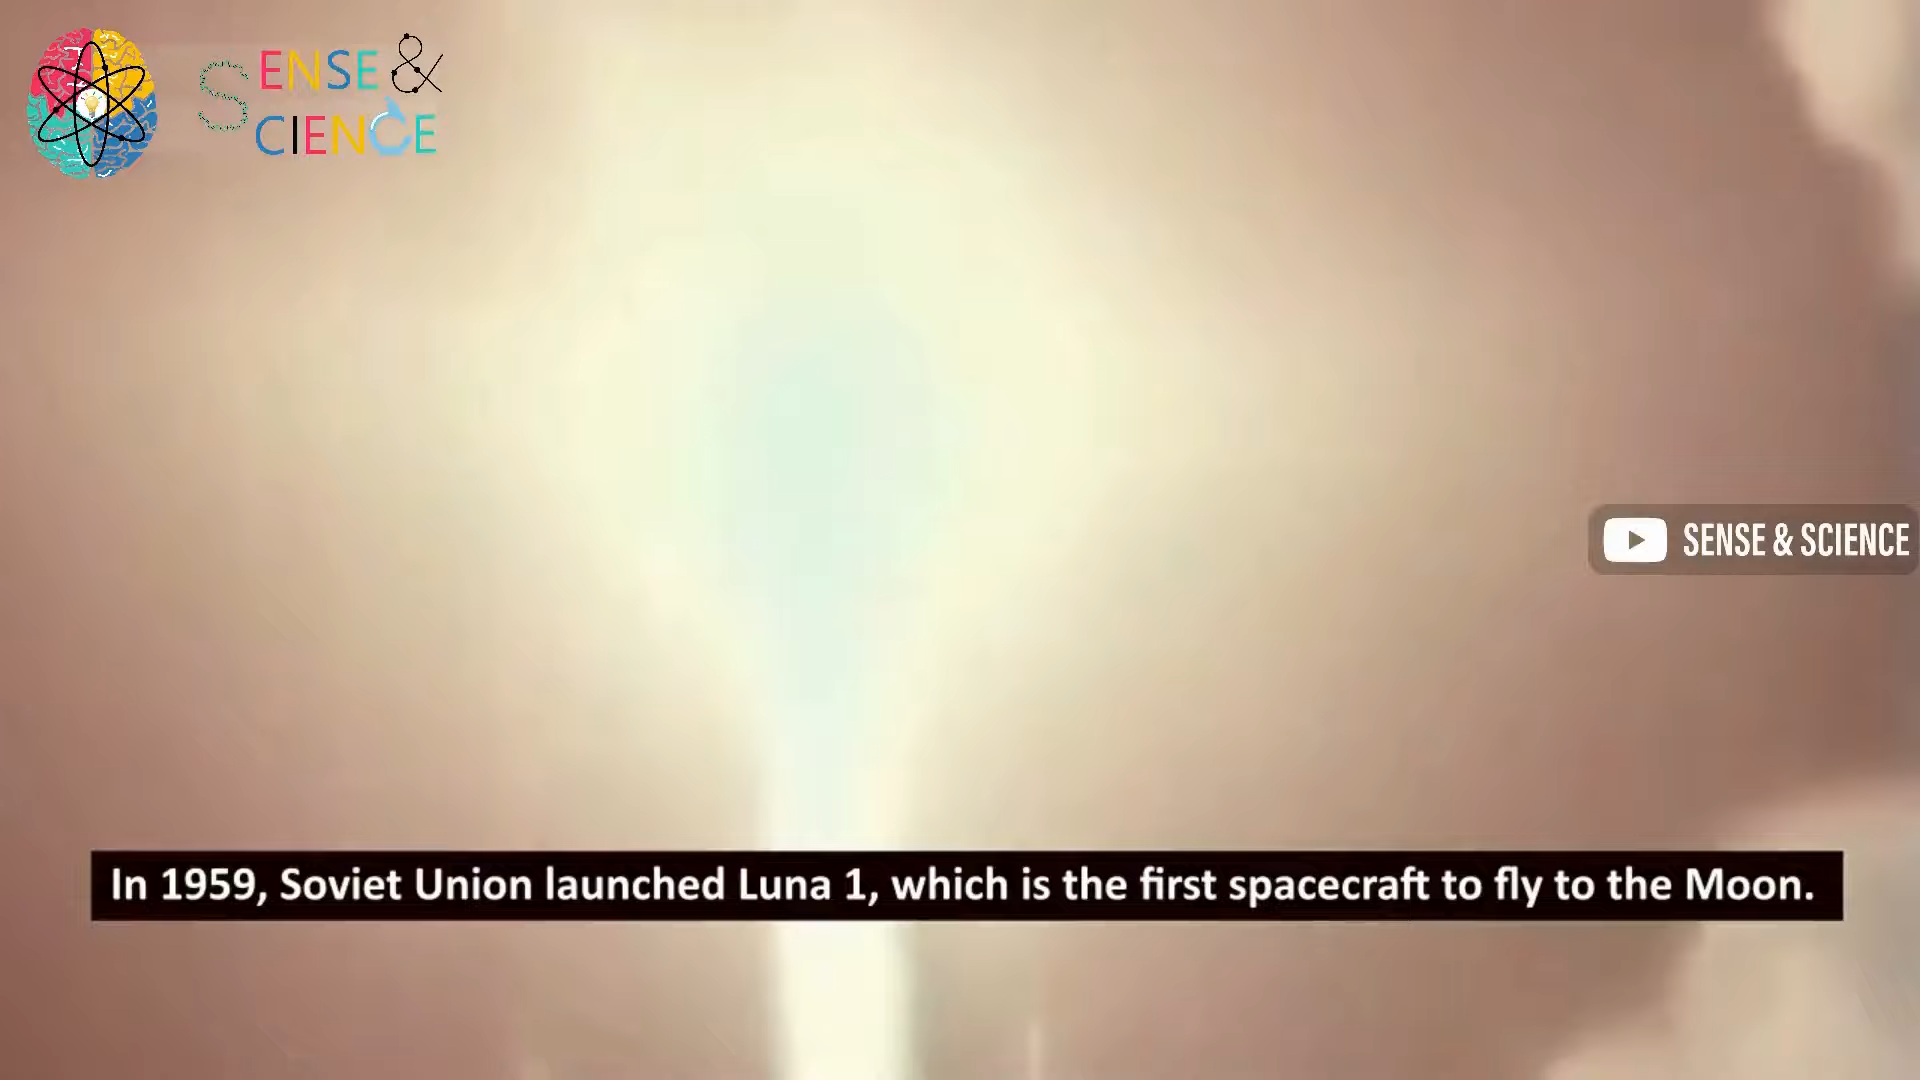 SENSE &
SCIENCE
SENSE & SCIENCE
In 1959, Soviet Union launched Luna 1, which is the first spacecraft to fly to the Moon.